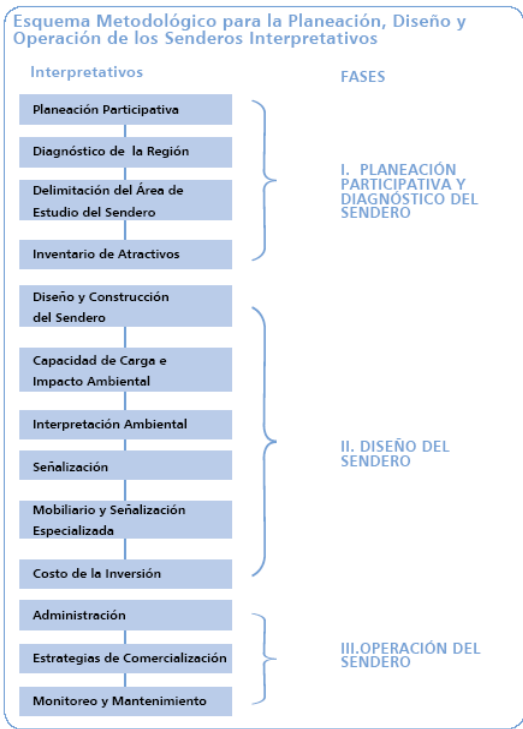 Esquema Metodológico para la Planeación, Diseño y
Operación de los Senderos Interpretativos
Interpretativos
FASES
Planeación Participativa
Diagnóstico de la Región
Delimitación del Área de
Estudio del Sendero
Inventario de Atractivos
I. PLANEACIÓN
PARTICIPATIVA Y
DIAGNÓSTICO DEL
SENDERO
Diseño y Construcción
del Sendero
Capacidad de Carga e
Impacto Ambiental
Interpretación Ambiental
Señalización
Mobiliario y Señalización
Especializada
Costo de la Inversión
II. DISEÑO DEL
SENDERO
Administración
Estrategias de Comercialización
Monitoreo y Mantenimiento
III.OPERACIÓN DEL
SENDERO